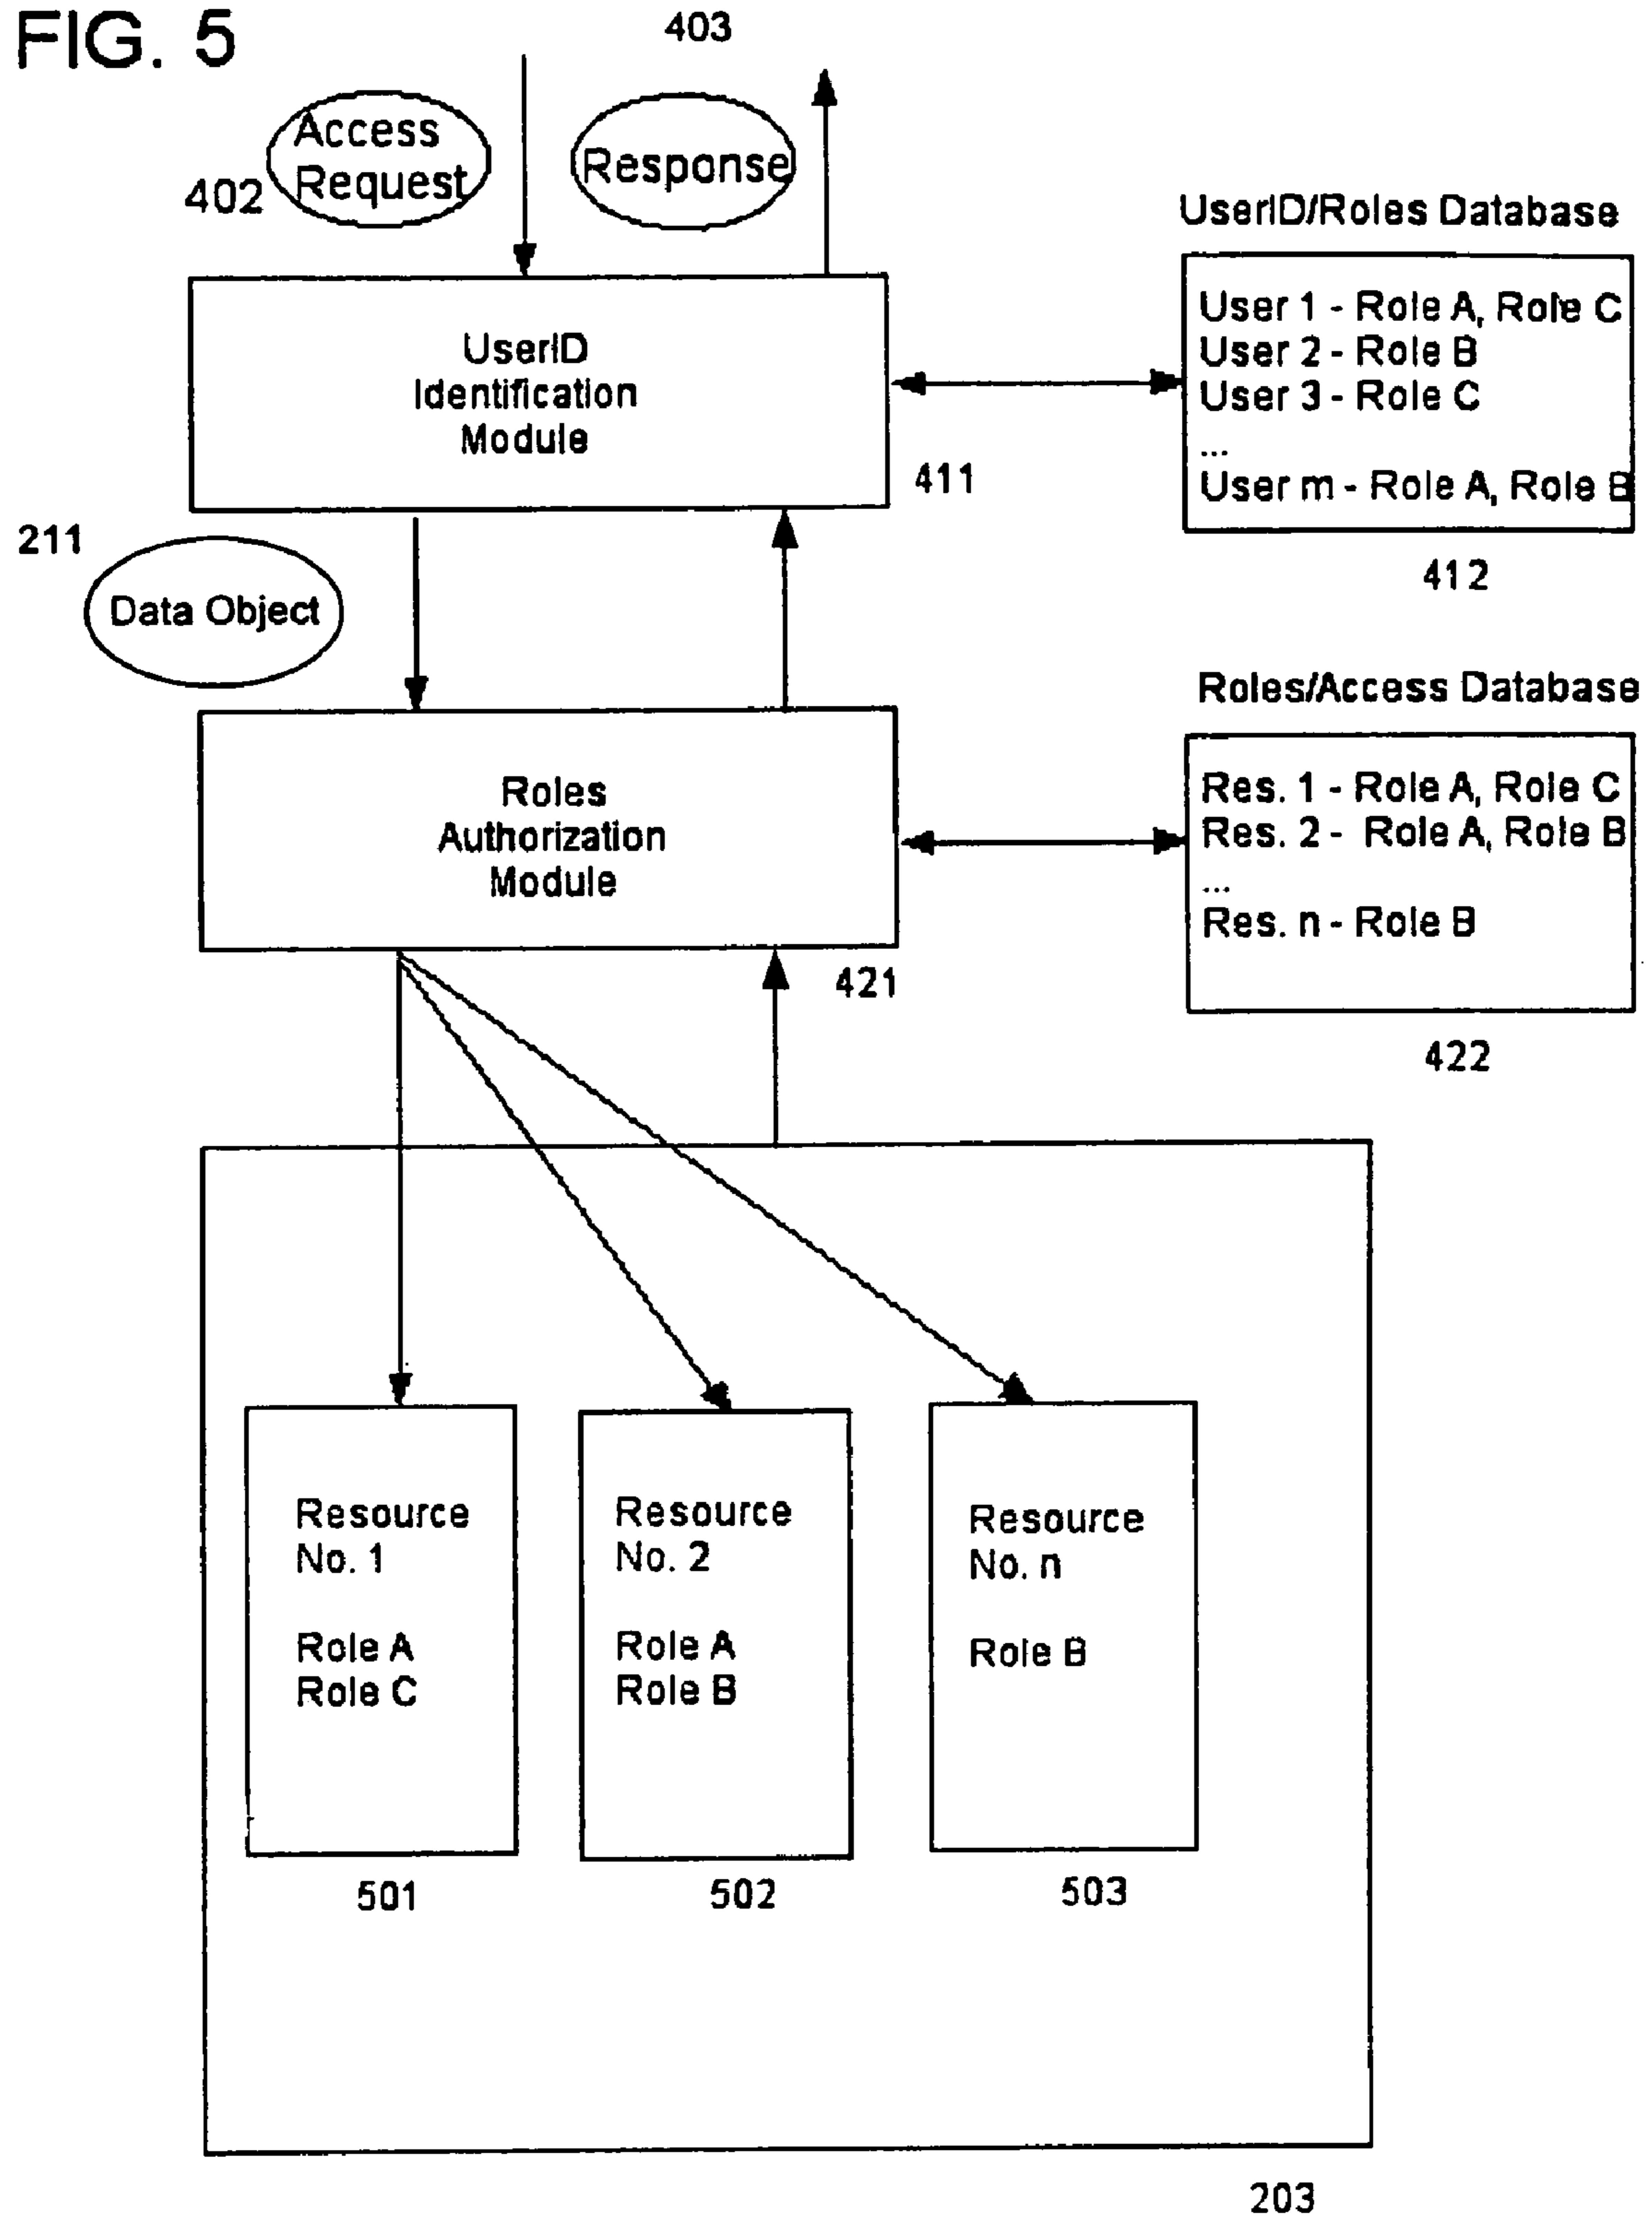 FIG. 5
403
Access
Request
402
Response
UserID/Roles Database
User 1 - Role A, Role C
User 2 - Role B
User 3 - Role C
...
User m - Role A, Role B
412
UserID
Identification
Module
411
211
Data Object
Roles/Access Database
Res. 1 - Role A, Role C
Res. 2 - Role A, Role B
...
Res. n - Role B
422
Roles
Authorization
Module
421
Resource
No. 1
Role A
Role C
501
Resource
No. 2
Role A
Role B
502
Resource
No. n
Role B
503
203